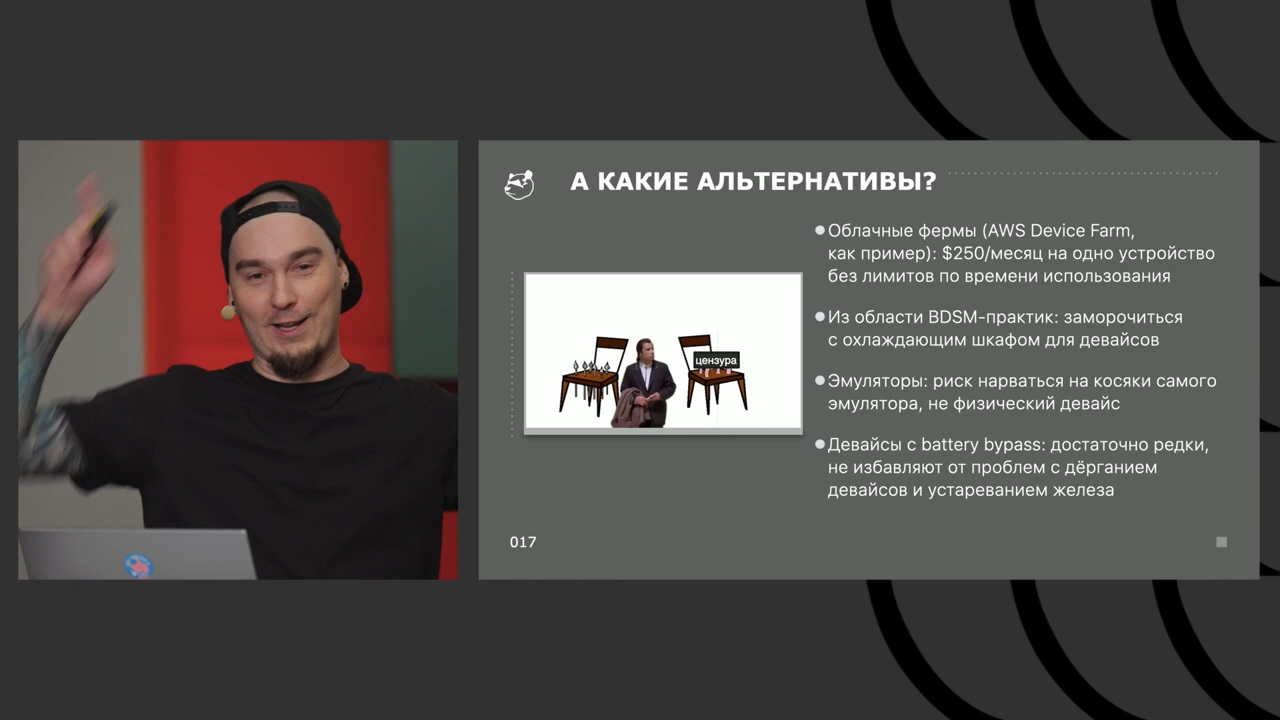 А КАКИЕ АЛЬТЕРНАТИВЫ?
Облачные фермы (AWS Device Farm,
как пример): $250/месяц на одно устройство
без лимитов по времени использования
Из области BDSM-практик: заморочиться
с охлаждающим шкафом для девайсов
Эмуляторы: риск нарваться на косяки самого
эмулятора, не физический девайс
Девайсы с battery bypass: достаточно редки,
не избавляют от проблем с дёрганием
девайсов и устареванием железа
цензура
017